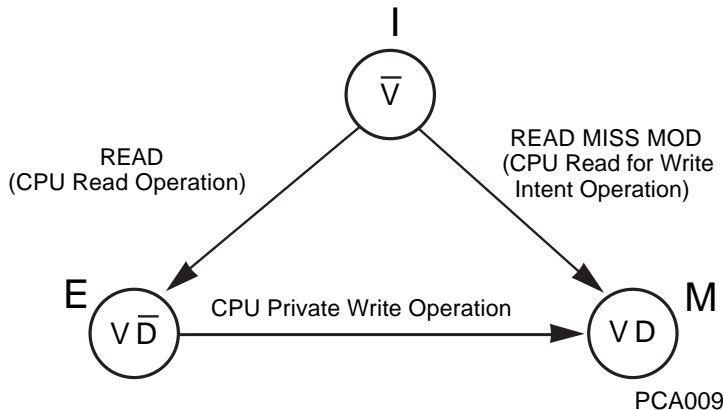 I
V̅
READ
(CPU Read Operation)
READ MISS MOD
(CPU Read for Write
Intent Operation)
E
V D̅
CPU Private Write Operation
V D
M
PCA009